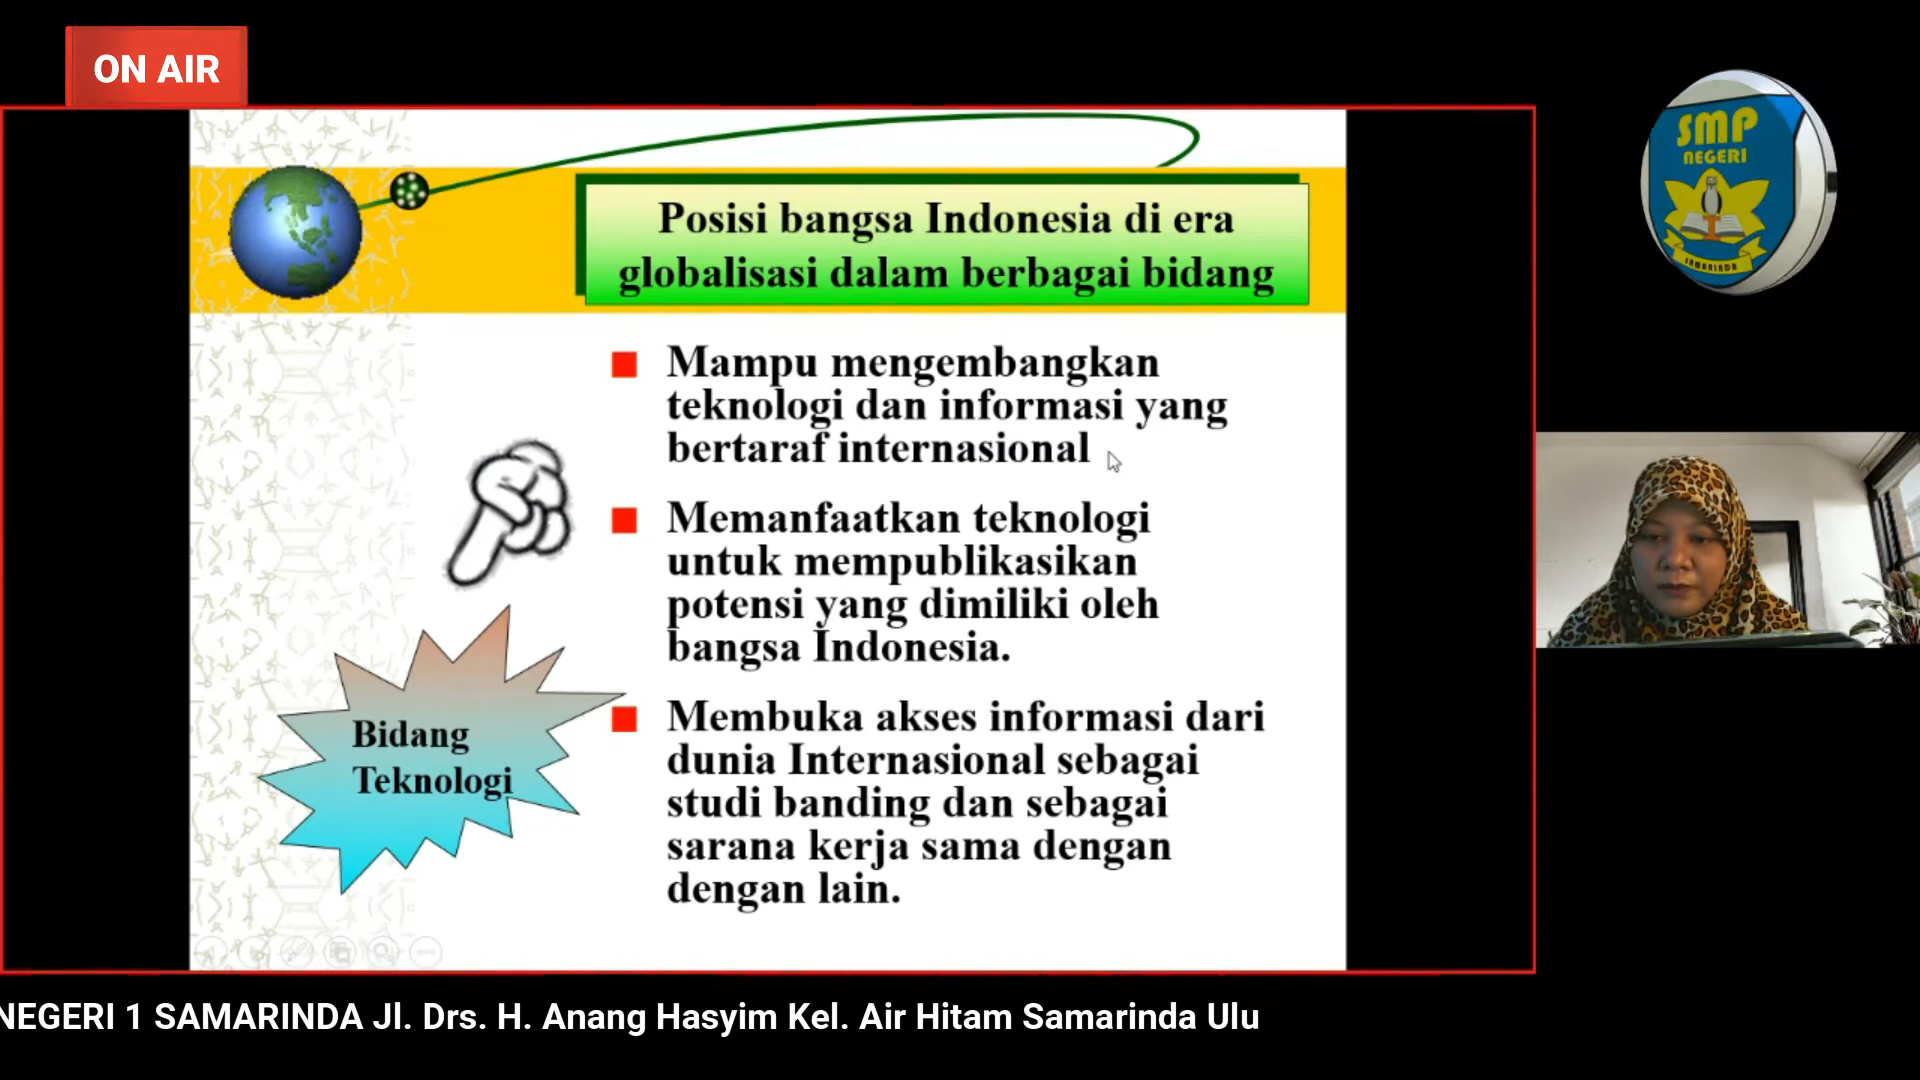 ON AIR
SMP
NEGERI
SAMARINDA
Posisi bangsa Indonesia di era
globalisasi dalam berbagai bidang
Mampu mengembangkan
teknologi dan informasi yang
bertaraf internasional
Memanfaatkan teknologi
untuk mempublikasikan
potensi yang dimiliki oleh
bangsa Indonesia.
Bidang
Teknologi
Membuka akses informasi dari
dunia Internasional sebagai
studi banding dan sebagai
sarana kerja sama dengan
dengan lain.
NEGERI 1 SAMARINDA Jl. Drs. H. Anang Hasyim Kel. Air Hitam Samarinda Ulu